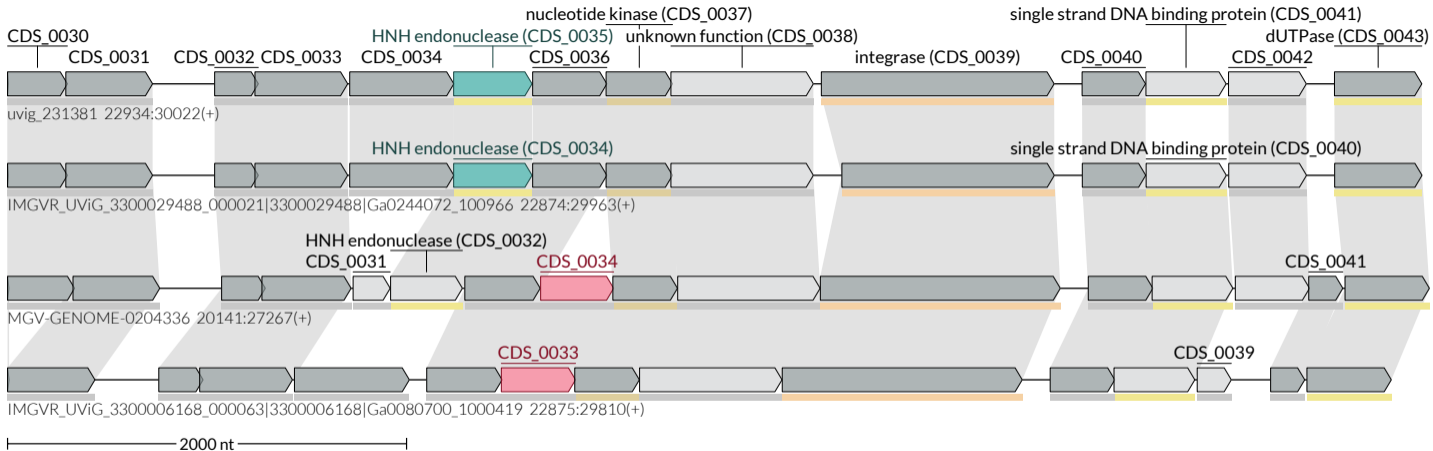 nucleotide kinase (CDS_0037) single strand DNA binding protein (CDS_0041)
CDS_0030 HNH endonuclease (CDS_0035) unknown function (CDS_0038) dUTPase (CDS_0043)
CDS_0031 CDS_0032 CDS_0033 CDS_0034 CDS_0036 integrase (CDS_0039) CDS_0040 CDS_0042
uvig_231381 22934:30022(+)
HNH endonuclease (CDS_0034) single strand DNA binding protein (CDS_0040)
IMGVR_UViG_3300029488_000021|3300029488|Ga0244072_100966 22874:29963(+)
HNH endonuclease (CDS_0032)
CDS_0031 CDS_0034 CDS_0041
MGV-GENOME-0204336 20141:27267(+)
CDS_0033 CDS_0039
IMGVR_UViG_3300006168_000063|3300006168|Ga0080700_1000419 22875:29810(+)
2000 nt